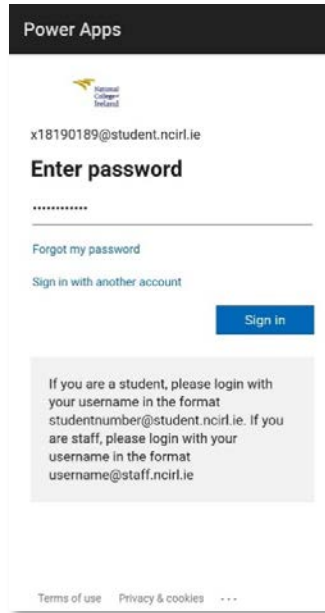 Power Apps
National
College of
Ireland
x18190189@student.ncirl.ie
Enter password
Forgot my password
Sign in with another account
Sign in
If you are a student, please login with
your username in the format
studentnumber@student.ncirl.ie. If you
are staff, please login with your
username in the format
username@staff.ncirl.ie
Terms of use Privacy & cookies ...